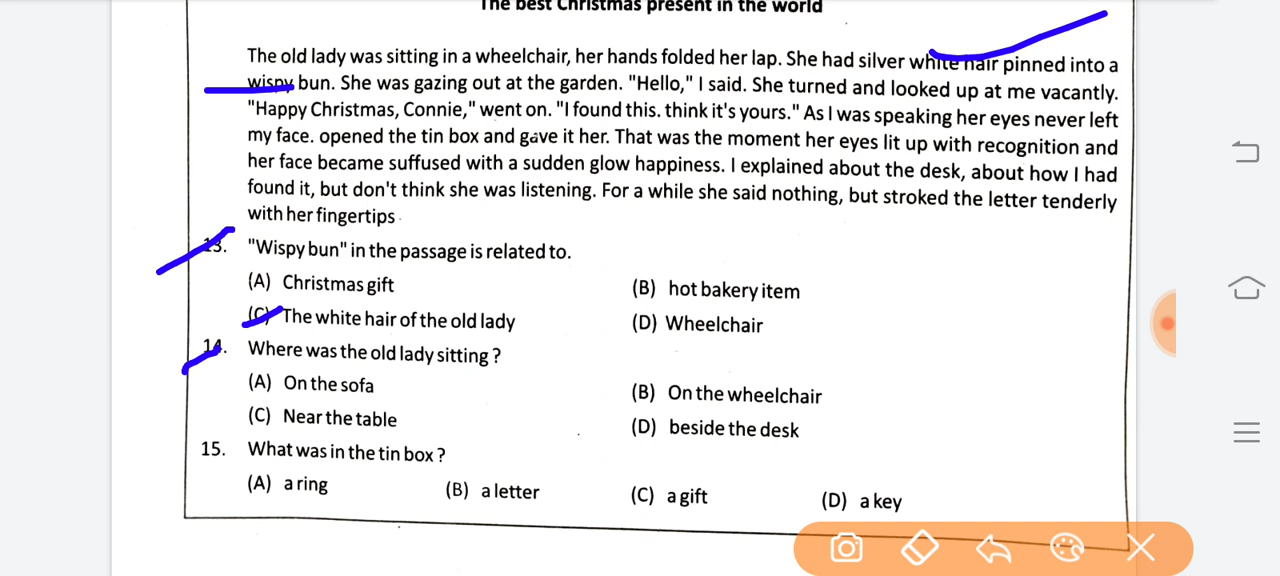 The best Christmas present in the world
The old lady was sitting in a wheelchair, her hands folded her lap. She had silver white hair pinned into a
wispy bun. She was gazing out at the garden. "Hello," I said. She turned and looked up at me vacantly.
"Happy Christmas, Connie," went on. "I found this. think it's yours." As I was speaking her eyes never left
my face. opened the tin box and gave it her. That was the moment her eyes lit up with recognition and
her face became suffused with a sudden glow happiness. I explained about the desk, about how I had
found it, but don't think she was listening. For a while she said nothing, but stroked the letter tenderly
with her fingertips
13. "Wispy bun" in the passage is related to.
(A) Christmas gift (B) hot bakery item
(C) The white hair of the old lady (D) Wheelchair
14. Where was the old lady sitting ?
(A) On the sofa (B) On the wheelchair
(C) Near the table (D) beside the desk
15. What was in the tin box ?
(A) a ring (B) a letter (C) a gift (D) a key